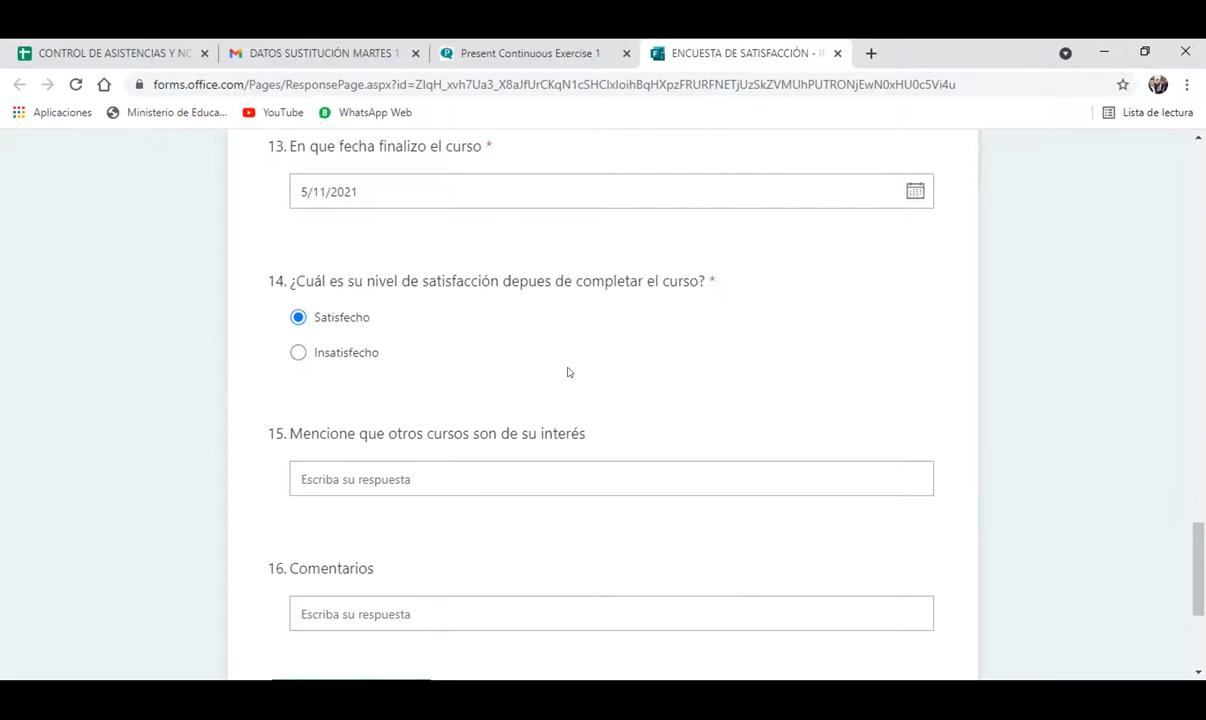 CONTROL DE ASISTENCIAS Y NO
DATOS SUSTITUCIÓN MARTES 1
Present Continuous Exercise 1
ENCUESTA DE SATISFACCIÓN - I
forms.office.com/Pages/ResponsePage.aspx?id=ZIqH_xvh7Ua3_X8aJfUrCKqN1cSHClxIoihBqHXpzFRURFNETjUzSkZVMUhPUTRONjEwN0xHU0c5Vi4u
Aplicaciones
Ministerio de Educa...
YouTube
WhatsApp Web
Lista de lectura
13. En que fecha finalizo el curso *
5/11/2021
14. ¿Cuál es su nivel de satisfacción depues de completar el curso? *
Satisfecho
Insatisfecho
15. Mencione que otros cursos son de su interés
Escriba su respuesta
16. Comentarios
Escriba su respuesta